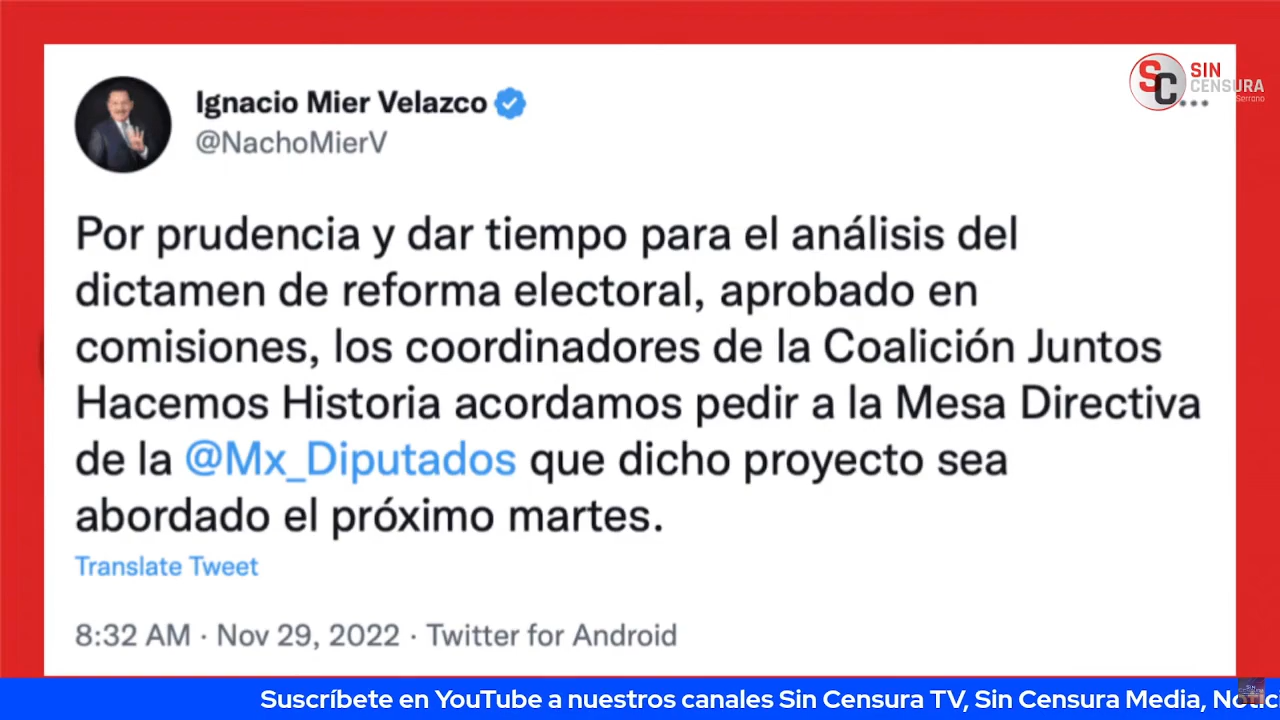 SC SIN
CENSURA
Serrano
Ignacio Mier Velazco
@NachoMierV
Por prudencia y dar tiempo para el análisis del
dictamen de reforma electoral, aprobado en
comisiones, los coordinadores de la Coalición Juntos
Hacemos Historia acordamos pedir a la Mesa Directiva
de la @Mx_Diputados que dicho proyecto sea
abordado el próximo martes.
Translate Tweet
8:32 AM · Nov 29, 2022 · Twitter for Android
Suscríbete en YouTube a nuestros canales Sin Censura TV, Sin Censura Media,